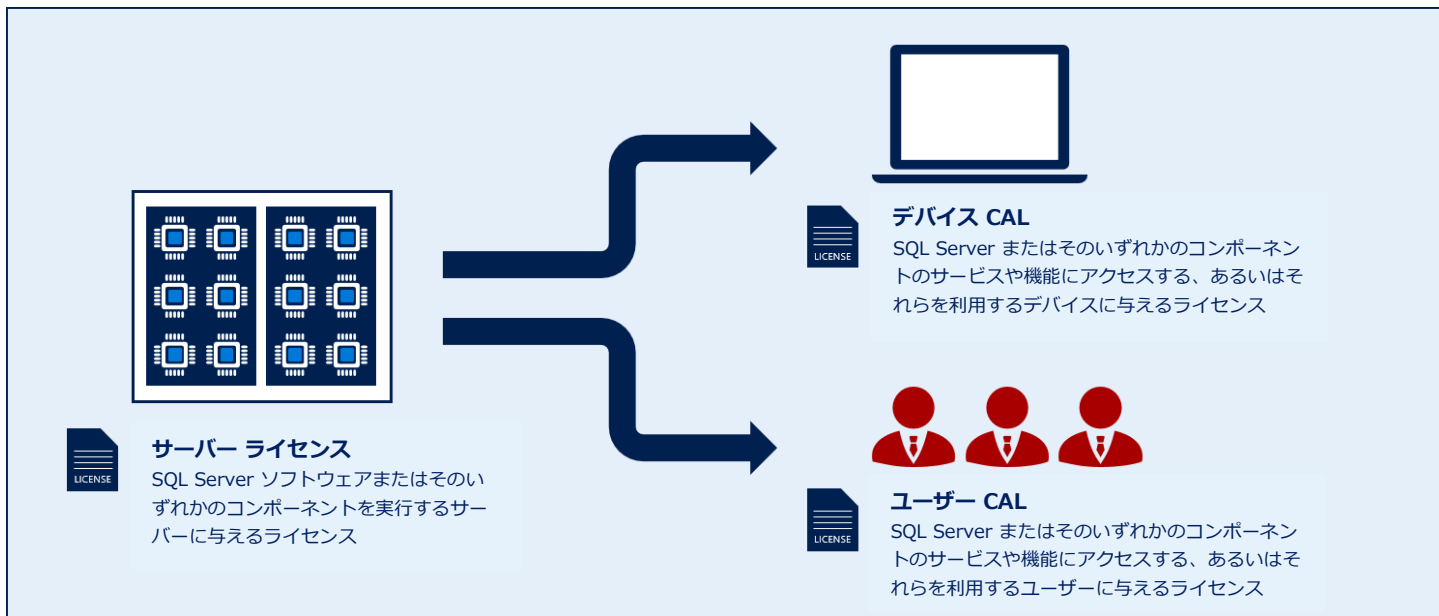 デバイス CAL
LICENSE
SQL Server またはそのいずれかのコンポーネン
トのサービスや機能にアクセスする、あるいはそ
れらを利用するデバイスに与えるライセンス
サーバー ライセンス
LICENSE
SQL Server ソフトウェアまたはそのい
ずれかのコンポーネントを実行するサー
バーに与えるライセンス
ユーザー CAL
LICENSE
SQL Server またはそのいずれかのコンポーネン
トのサービスや機能にアクセスする、あるいはそ
れらを利用するユーザーに与えるライセンス